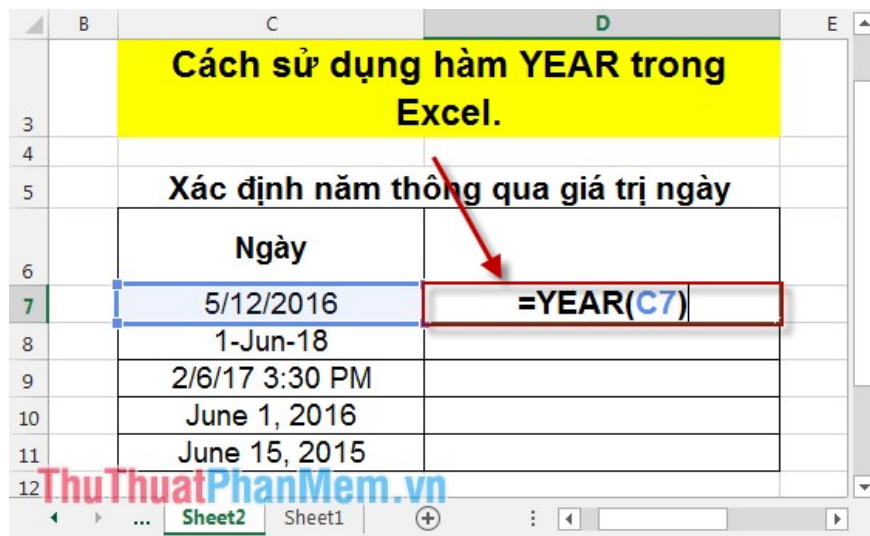 B C D E
3 Cách sử dụng hàm YEAR trong
Excel.
4
5 Xác định năm thông qua giá trị ngày
6 Ngày
7 5/12/2016 =YEAR(C7)
8 1-Jun-18
9 2/6/17 3:30 PM
10 June 1, 2016
11 June 15, 2015
12 ThuThuatPhanMem.vn
... Sheet2 Sheet1